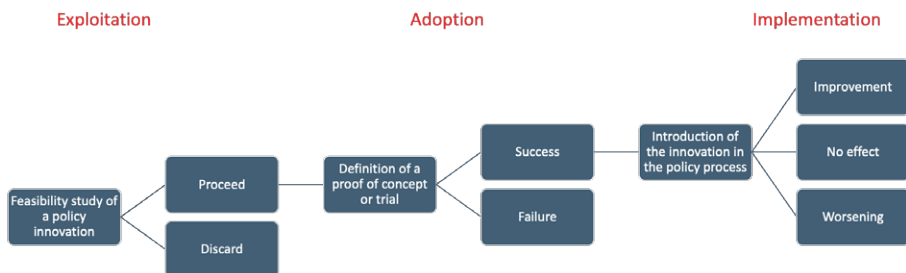 Exploitation
Adoption
Implementation
Feasibility study of
a policy
innovation
Proceed
Discard
Definition of a
proof of concept
or trial
Success
Failure
Introduction of
the innovation in
the policy process
Improvement
No effect
Worsening